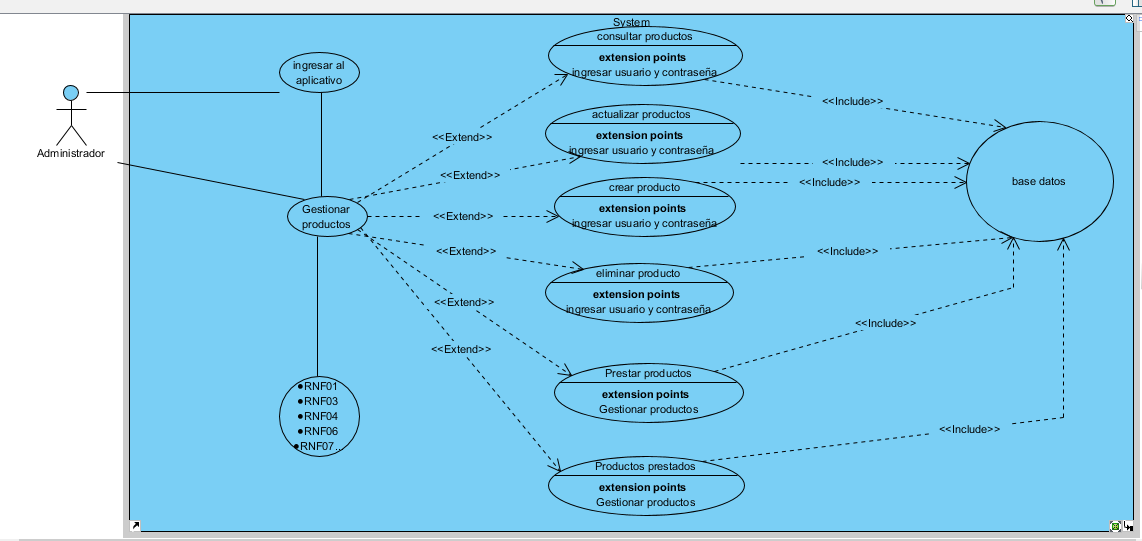 System
consultar productos
extension points
ingresar usuario y contraseña
ingresar al
aplicativo
<<Include>>
actualizar productos
extension points
ingresar usuario y contraseña
<<Extend>>
Administrador
<<Include>>
<<Extend>>
base datos
<<Include>>
crear producto
extension points
ingresar usuario y contraseña
Gestionar
productos
<<Extend>>
<<Extend>>
<<Include>>
eliminar producto
extension points
ingresar usuario y contraseña
<<Extend>>
<<Include>>
<<Extend>>
Prestar productos
extension points
Gestionar productos
●RNF01
●RNF03
●RNF04
●RNF06
●RNF07...
<<Include>>
Productos prestados
extension points
Gestionar productos